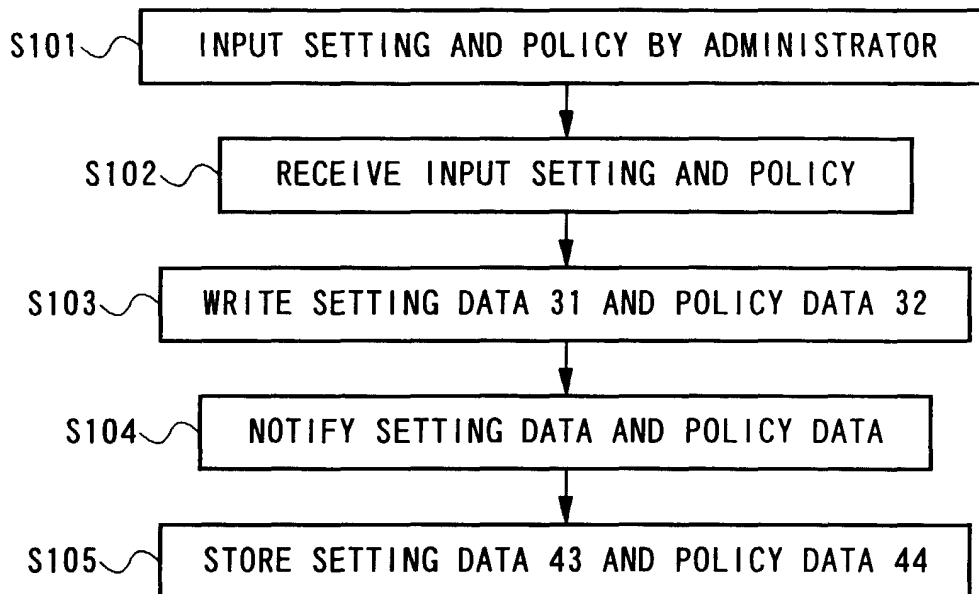 S101 INPUT SETTING AND POLICY BY ADMINISTRATOR
S102 RECEIVE INPUT SETTING AND POLICY
S103 WRITE SETTING DATA 31 AND POLICY DATA 32
S104 NOTIFY SETTING DATA AND POLICY DATA
S105 STORE SETTING DATA 43 AND POLICY DATA 44